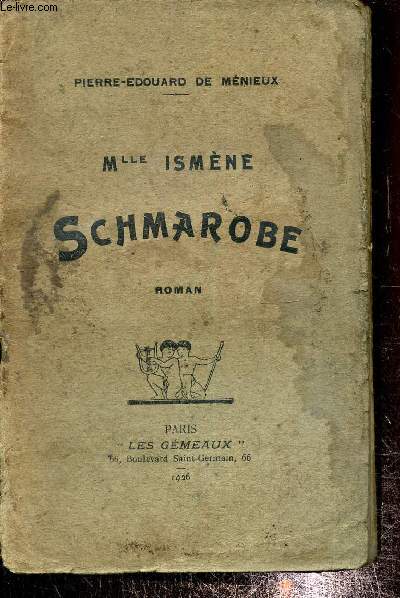 Le-livre.com
PIERRE-EDOUARD DE MÉNIEUX
MLLE ISMÈNE
SCHMAROBE
ROMAN
PARIS
"LES GÉMEAUX"
66, Boulevard Saint-Germain, 66
1926